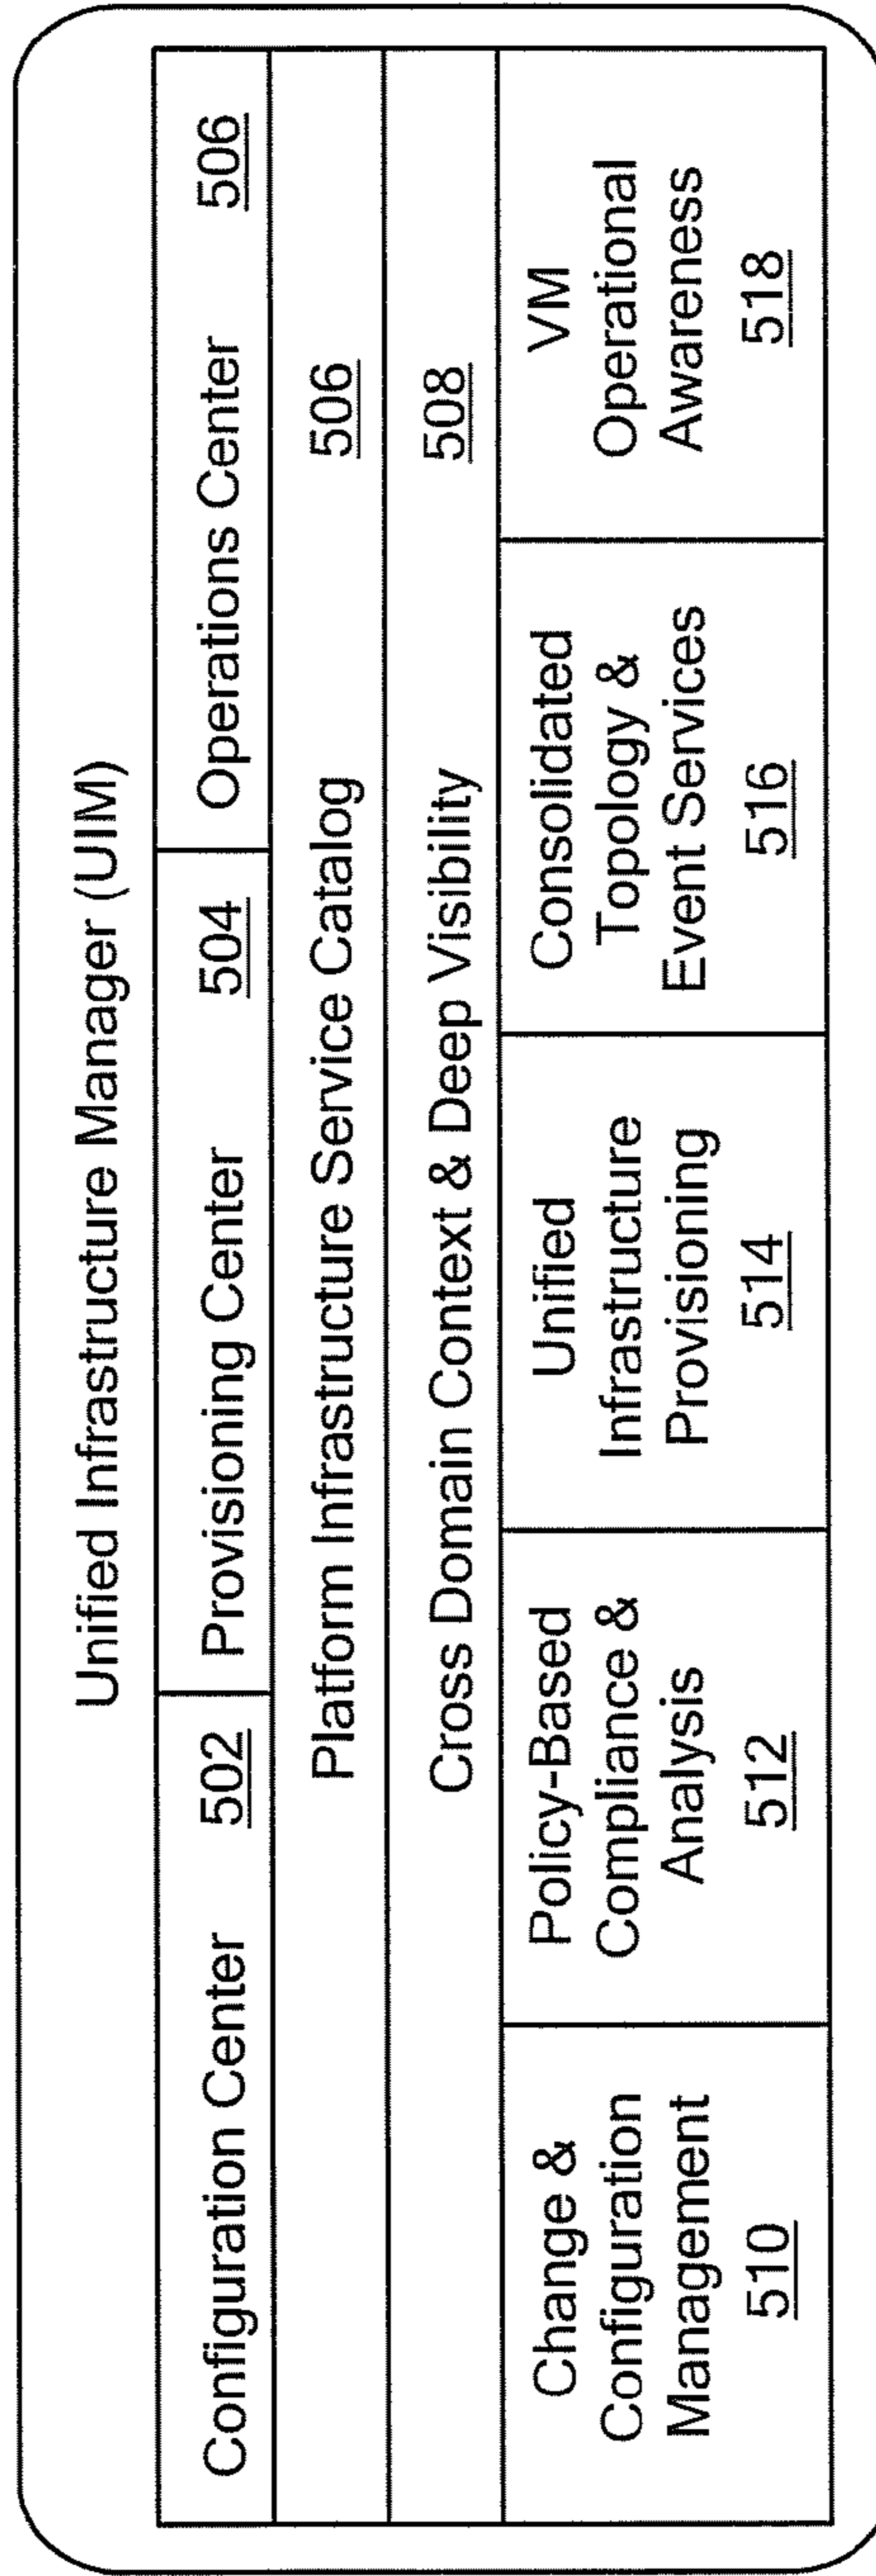 Unified Infrastructure Manager (UIM)
Configuration Center 502
Provisioning Center 504
Operations Center 506
Platform Infrastructure Service Catalog 506
Cross Domain Context & Deep Visibility 508
Change &
Configuration
Management
510
Policy-Based
Compliance &
Analysis
512
Unified
Infrastructure
Provisioning
514
Consolidated
Topology &
Event Services
516
VM
Operational
Awareness
518